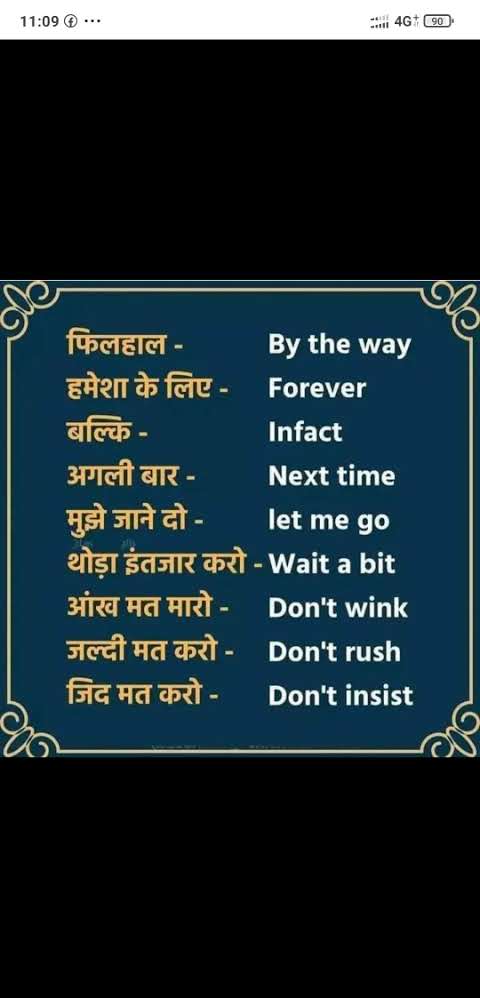 11:09
4G+ 90
फिलहाल - By the way
हमेशा के लिए - Forever
बल्कि - Infact
अगली बार - Next time
मुझे जाने दो - let me go
थोड़ा इंतजार करो - Wait a bit
आंख मत मारो - Don't wink
जल्दी मत करो - Don't rush
जिद मत करो - Don't insist